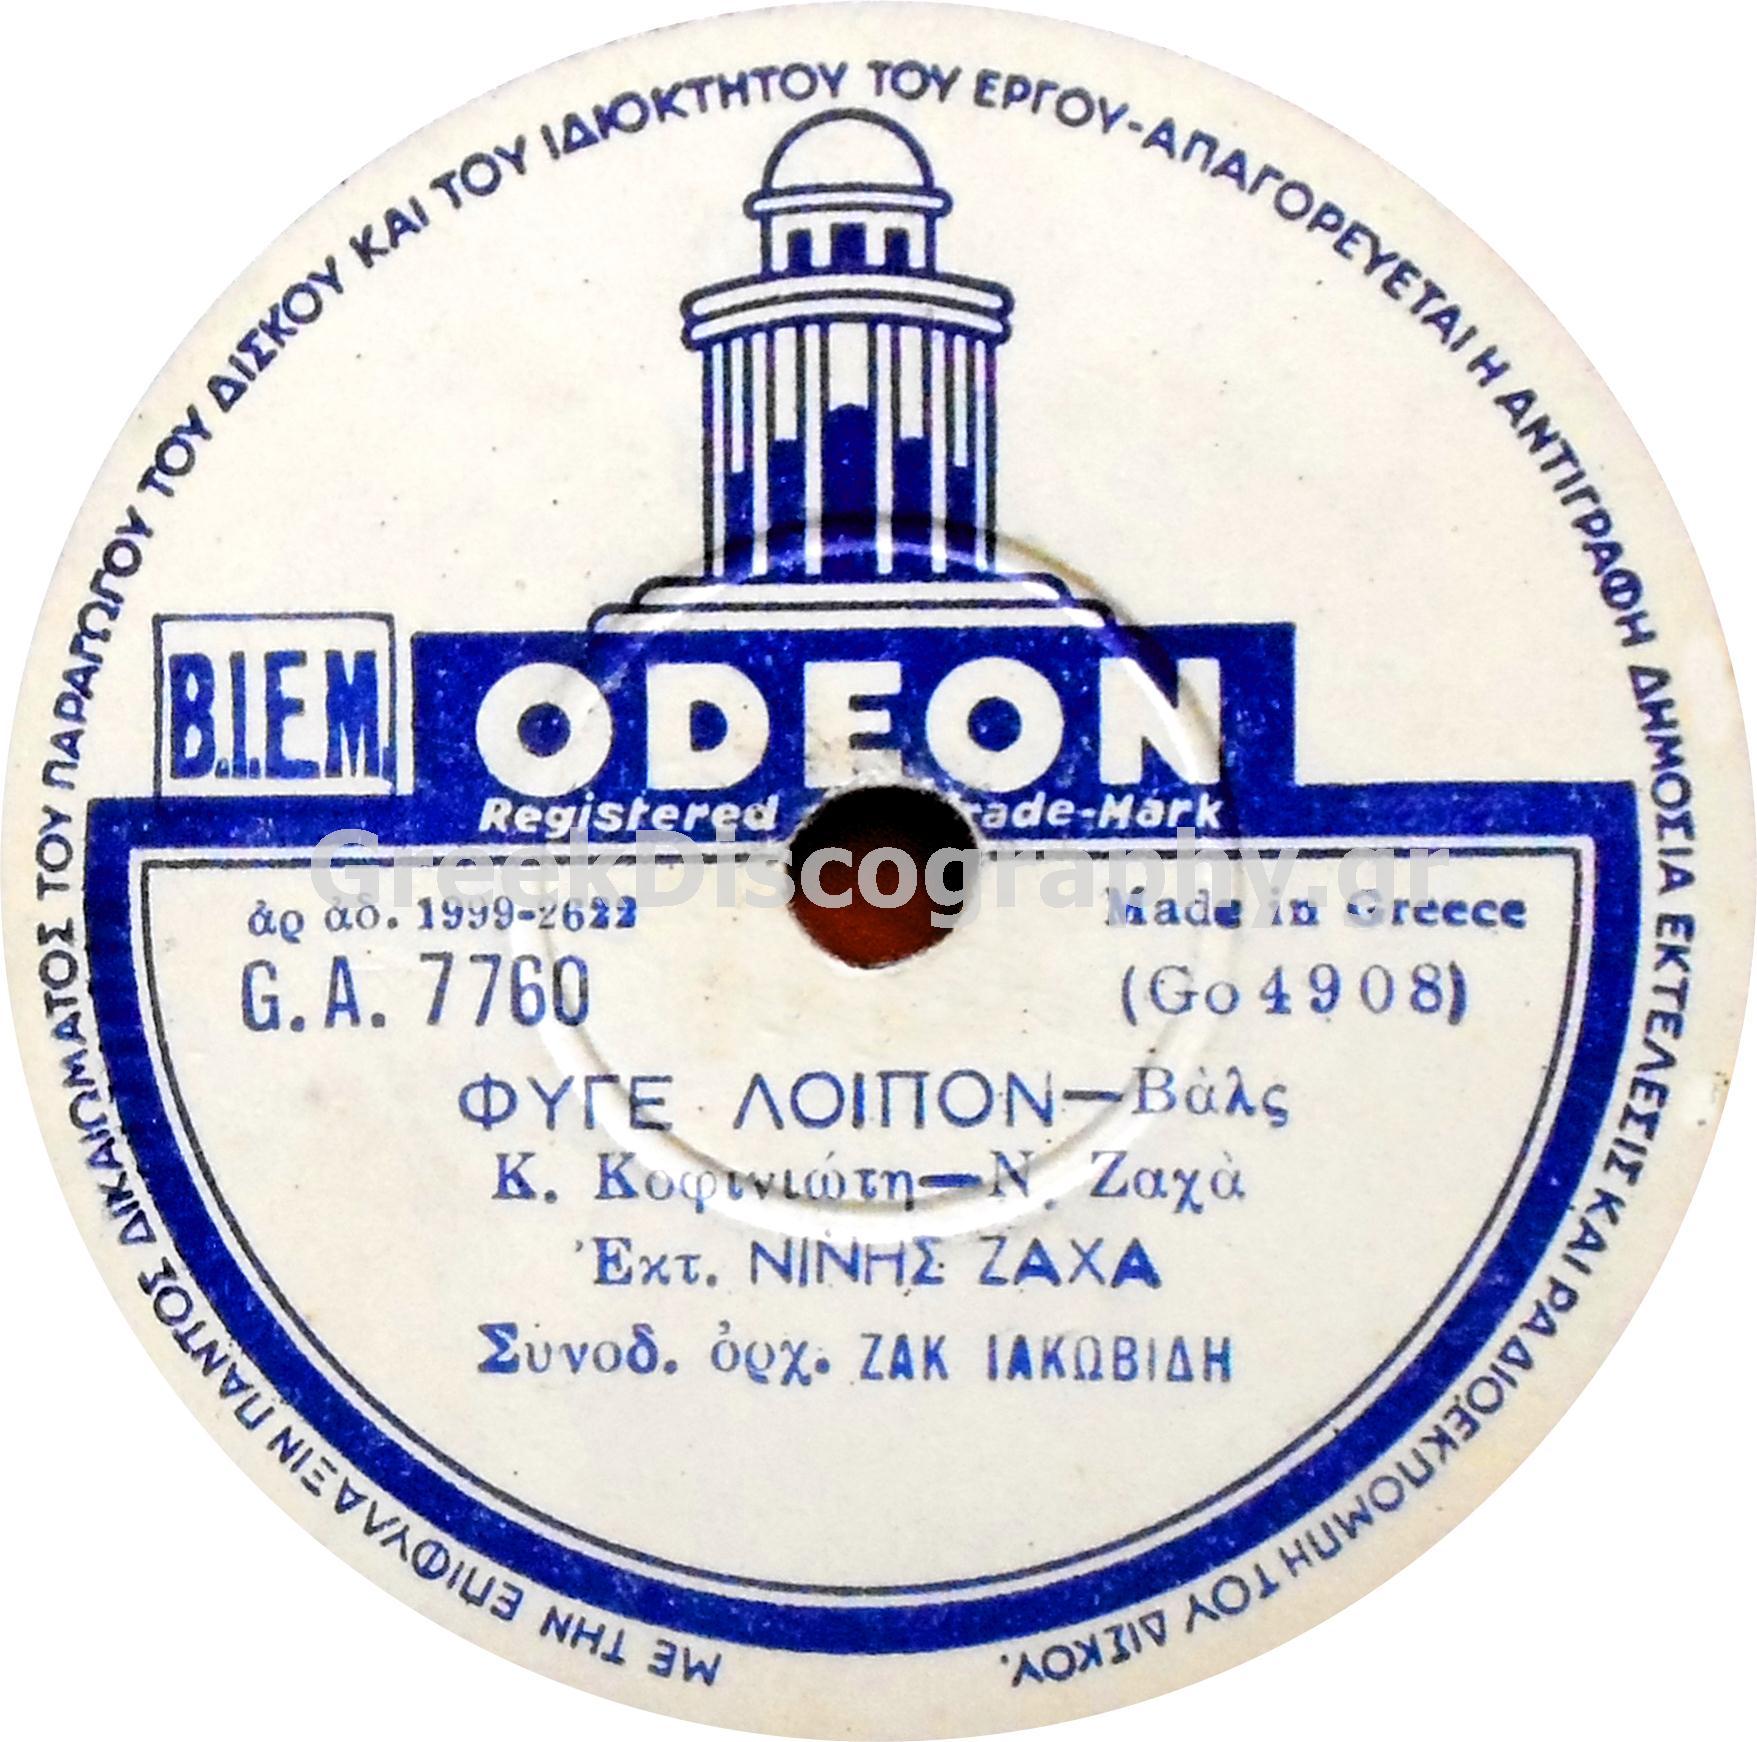 ΜΕ ΤΗΝ ΕΠΙΦΥΛΑΞΙΝ ΠΑΝΤΟΣ ΔΙΚΑΙΩΜΑΤΟΣ ΤΟΥ ΠΑΡΑΓΩΓΟΥ ΤΟΥ ΔΙΣΚΟΥ ΚΑΙ ΤΟΥ ΙΔΙΟΚΤΗΤΟΥ ΤΟΥ ΕΡΓΟΥ-ΑΠΑΓΟΡΕΥΕΤΑΙ Η ΑΝΤΙΓΡΑΦΗ ΔΗΜΟΣΙΑ ΕΚΤΕΛΕΣΙΣ ΚΑΙ ΡΑΔΙΟΕΚΠΟΜΠΗ ΤΟΥ ΔΙΣΚΟΥ.
B.I.E.M.
ODEON
Registered Trade-Mark
GreekDiscography.gr
ἀρ ἀδ. 1999-2622 Made in Greece
G.A. 7760 (Go 4908)
ΦΥΓΕ ΛΟΙΠΟΝ—Βὰλς
Κ. Κοφινιώτη—Ν. Ζαχὰ
Ἐκτ. ΝΙΝΗΣ ΖΑΧΑ
Συνοδ. ὀρχ. ΖΑΚ ΙΑΚΩΒΙΔΗ